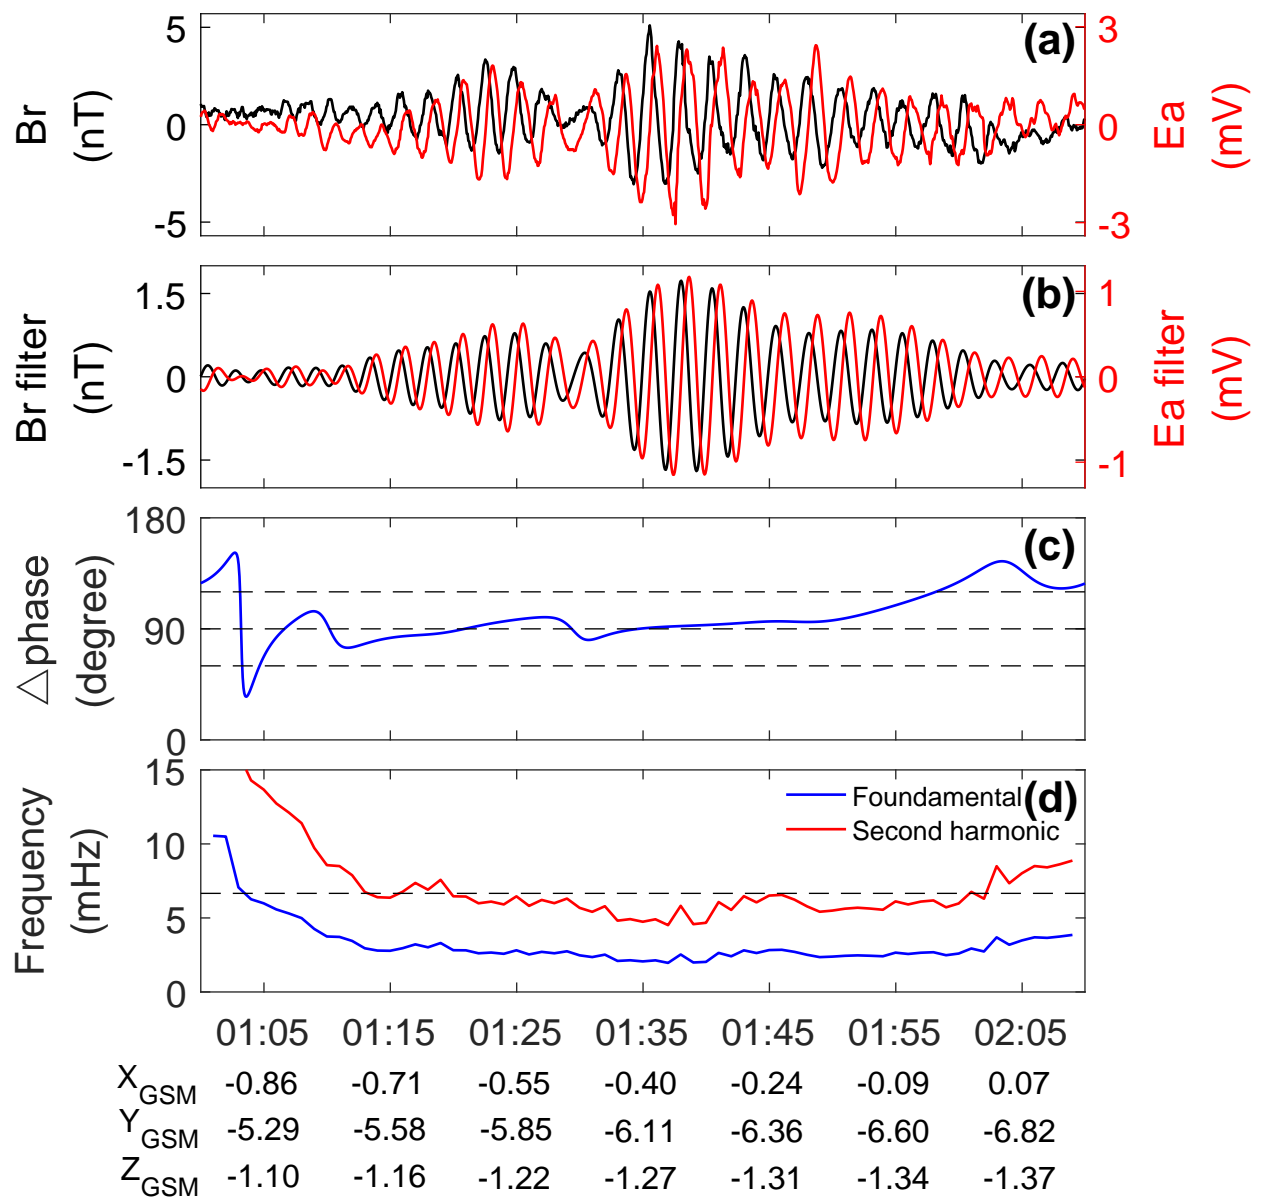 (a)
Br
(nT)
5
0
-5
3
0
-3
Ea
(mV)
(b)
Br filter
(nT)
1.5
0
-1.5
1
0
-1
Ea filter
(mV)
(c)
△phase
(degree)
180
90
0
(d)
Frequency
(mHz)
15
10
5
0
Foundamental
Second harmonic
01:05 01:15 01:25 01:35 01:45 01:55 02:05
XGSM -0.86 -0.71 -0.55 -0.40 -0.24 -0.09 0.07
YGSM -5.29 -5.58 -5.85 -6.11 -6.36 -6.60 -6.82
ZGSM -1.10 -1.16 -1.22 -1.27 -1.31 -1.34 -1.37